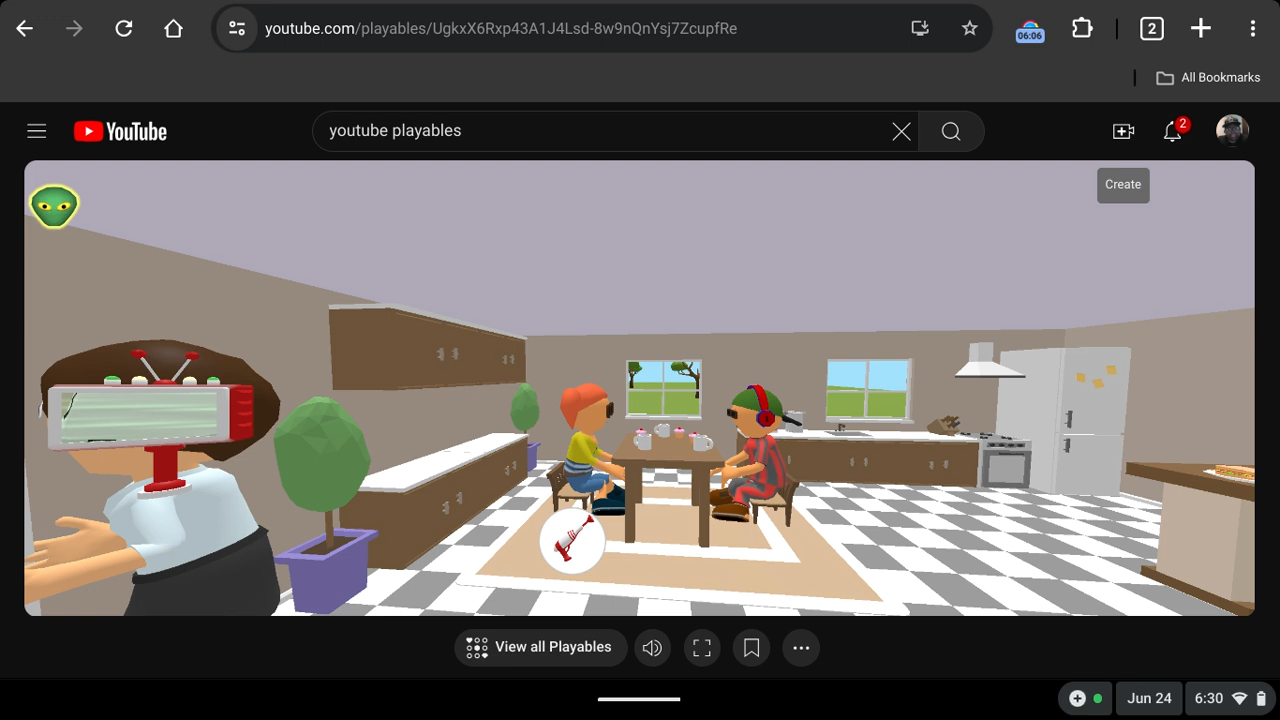 youtube.com/playables/UgkxX6Rxp43A1J4Lsd-8w9nQnYsj7ZcupfRe
06:06
2
All Bookmarks
YouTube
youtube playables
2
Create
View all Playables
Jun 24
6:30